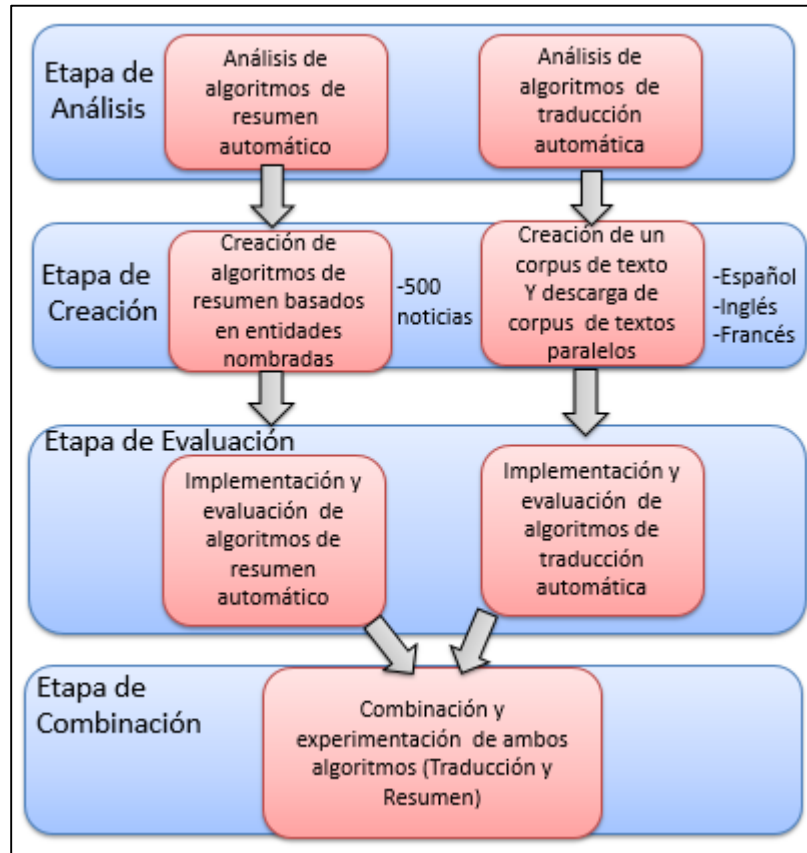 Etapa de
Análisis
Análisis de
algoritmos de
resumen
automático
Análisis de
algoritmos de
traducción
automática
Etapa de
Creación
Creación de
algoritmos de
resumen basados
en entidades
nombradas
-500
noticias
Creación de un
corpus de texto
Y descarga de
corpus de textos
paralelos
-Español
-Inglés
-Francés
Etapa de Evaluación
Implementación y
evaluación de
algoritmos de
resumen
automático
Implementación y
evaluación de
algoritmos de
traducción
automática
Etapa de
Combinación
Combinación y
experimentación de ambos
algoritmos (Traducción y
Resumen)